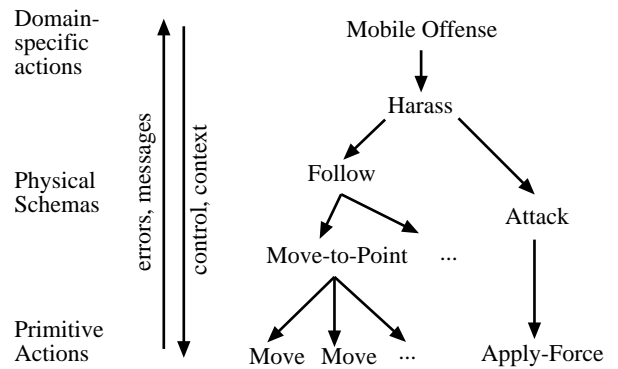 Domain-
specific
actions
Mobile Offense
Harass
errors, messages
control, context
Physical
Schemas
Follow
Attack
Move-to-Point
...
Primitive
Actions
Move Move ... Apply-Force